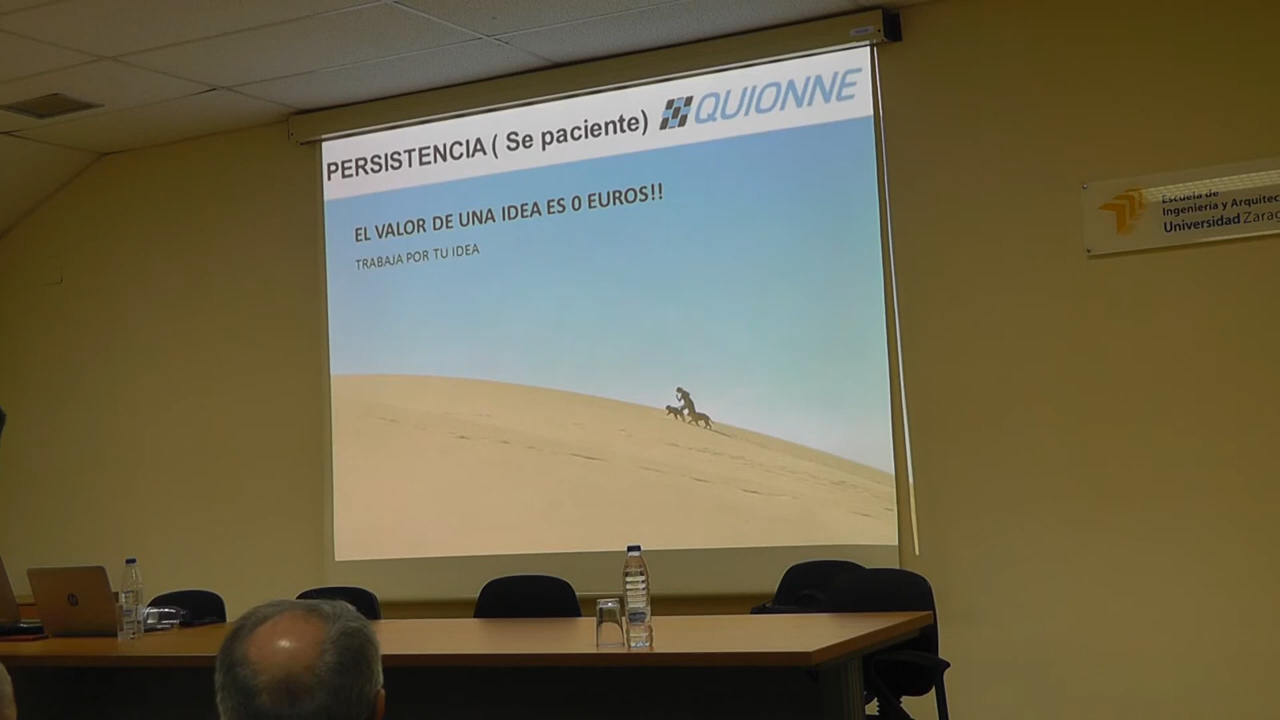 PERSISTENCIA ( Se paciente) QUIONNE
EL VALOR DE UNA IDEA ES 0 EUROS!!
TRABAJA POR TU IDEA
Escuela de
Ingeniería y Arquitec
Universidad Zarag
hp